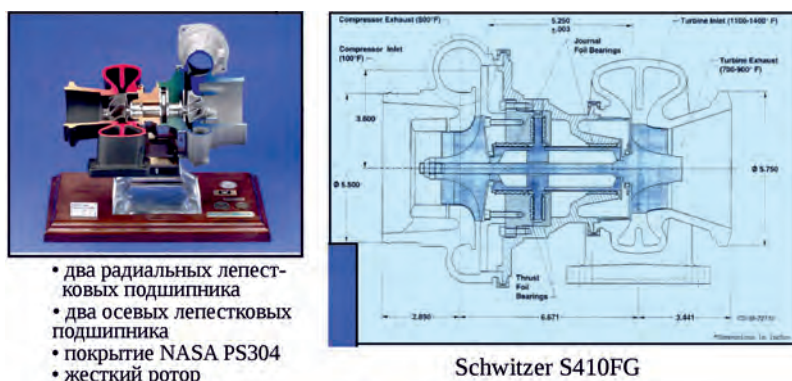 • два радиальных лепест-
ковых подшипника
• два осевых лепестковых
подшипника
• покрытие NASA PS304
• жесткий ротор
Compressor Exhaust (500°F)
5.250
±.003
Turbine Inlet (1100-1400° F)
Journal
Foil Bearings
Compressor Inlet
(100°F)
Turbine Exhaust
(700-900° F)
3.600
Ø 5.500
Ø 5.750
Thrust
Foil
Bearings
2.890
6.671
3.441
Schwitzer S410FG